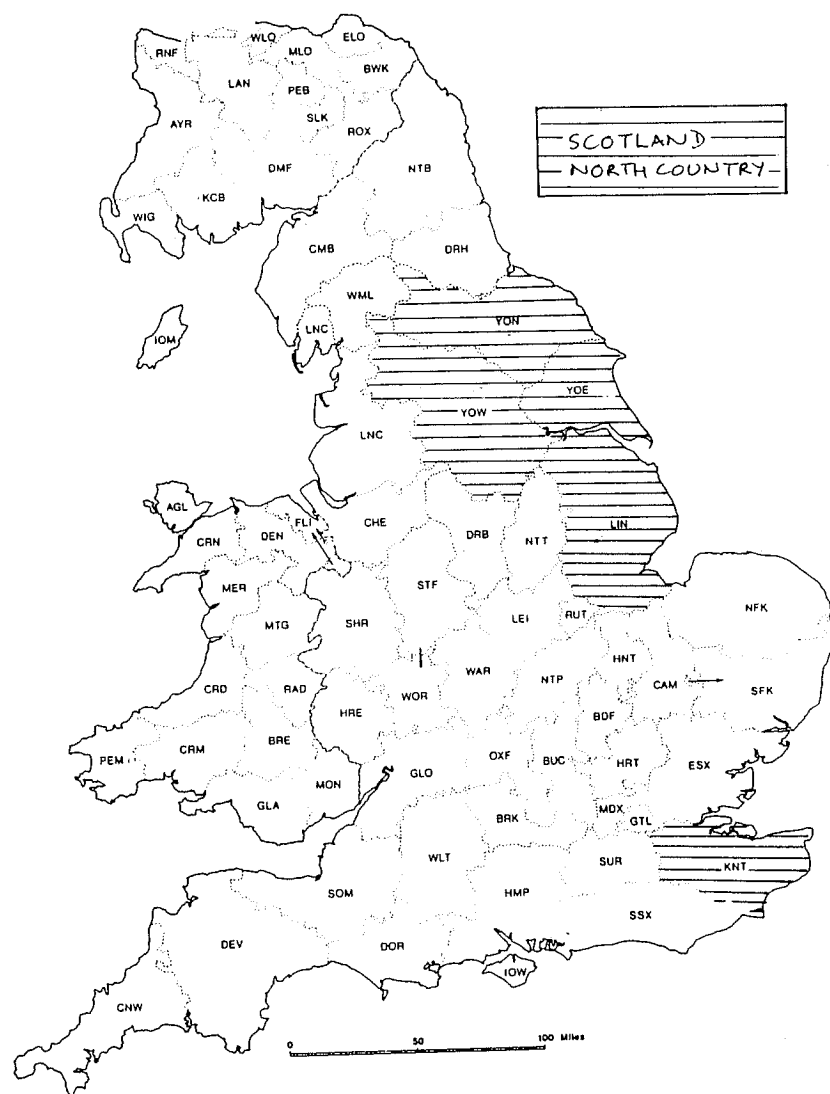 WLO
ELO
RNF
MLO
BWK
LAN
PEB
SLK
AYR
ROX
SCOTLAND
NORTH COUNTRY
DMF
NTB
KCB
WIG
CMB
DRH
WML
YON
LNC
IOM
YOE
YOW
LNC
AGL
FLI
CHE
LIN
CRN
DEN
DRB
NTT
STF
MER
NFK
LEI
RUT
MTG
SHR
HNT
WAR
CAM
NTP
CRD
RAD
WOR
SFK
HRE
BDF
BRE
CRM
PEM
OXF
BUC
HRT
ESX
GLO
MON
GLA
MDX
GTL
BRK
WLT
SUR
KNT
SOM
HMP
SSX
DEV
DOR
IOW
CNW
0 50 100 Miles